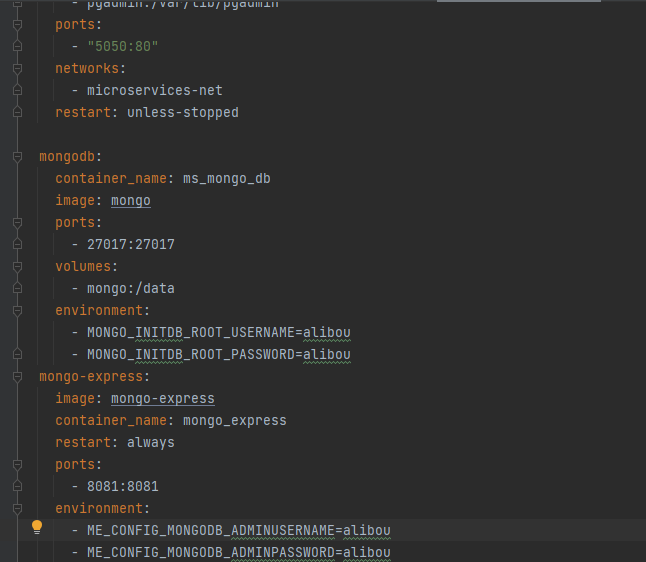 - pgadmin:/var/lib/pgadmin
ports:
- "5050:80"
networks:
- microservices-net
restart: unless-stopped
mongodb:
container_name: ms_mongo_db
image: mongo
ports:
- 27017:27017
volumes:
- mongo:/data
environment:
- MONGO_INITDB_ROOT_USERNAME=alibou
- MONGO_INITDB_ROOT_PASSWORD=alibou
mongo-express:
image: mongo-express
container_name: mongo_express
restart: always
ports:
- 8081:8081
environment:
- ME_CONFIG_MONGODB_ADMINUSERNAME=alibou
- ME_CONFIG_MONGODB_ADMINPASSWORD=alibou